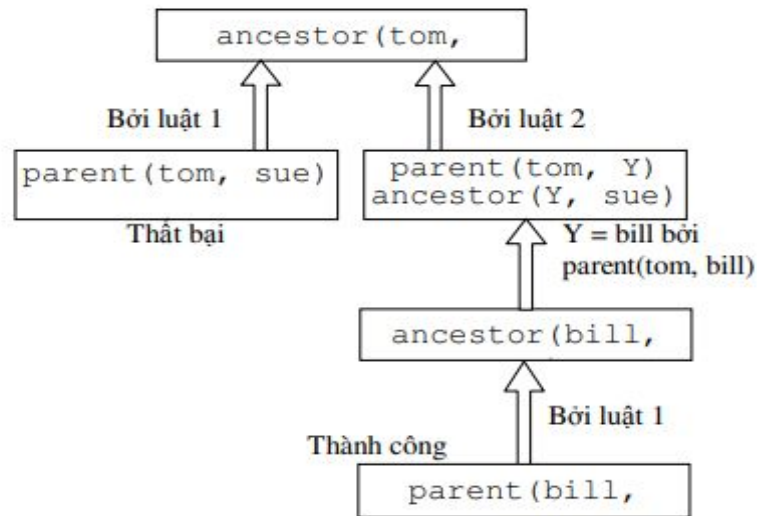 ancestor(tom,
Bởi luật 1
Bởi luật 2
parent(tom, sue)
parent(tom, Y)
ancestor(Y, sue)
Thất bại
Y = bill bởi
parent(tom, bill)
ancestor(bill,
Bởi luật 1
Thành công
parent(bill,